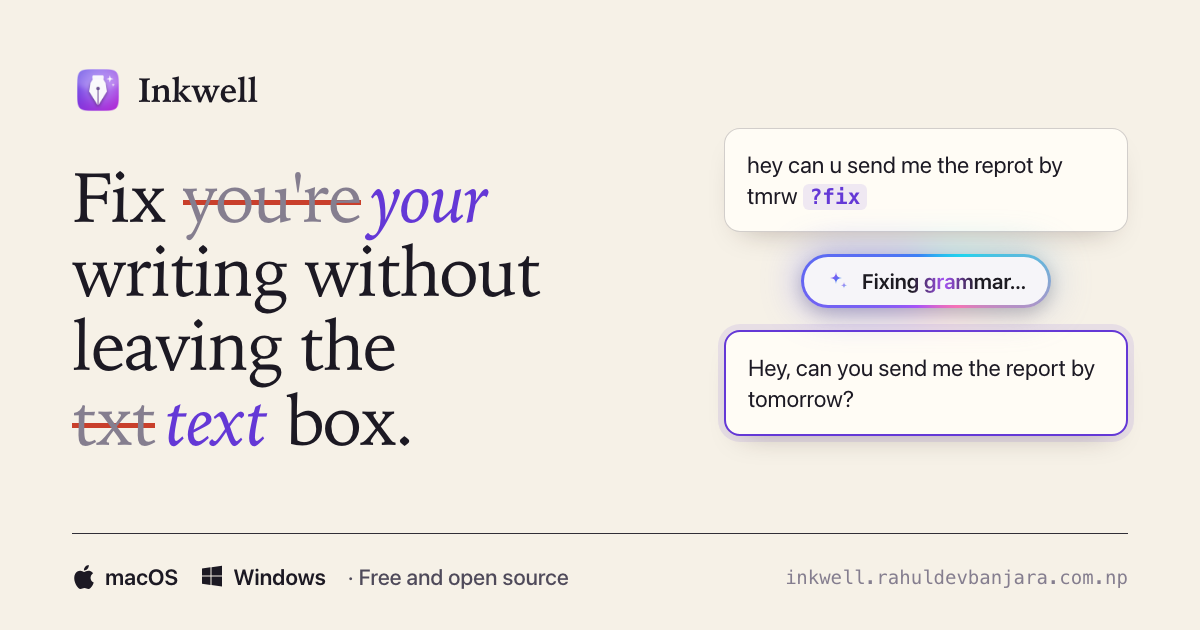 Inkwell
Fix you're your
writing without
leaving the
txt text box.
hey can u send me the reprot by
tmrw ?fix
Fixing grammar...
Hey, can you send me the report by
tomorrow?
macOS Windows · Free and open source
inkwell.rahuldevbanjara.com.np